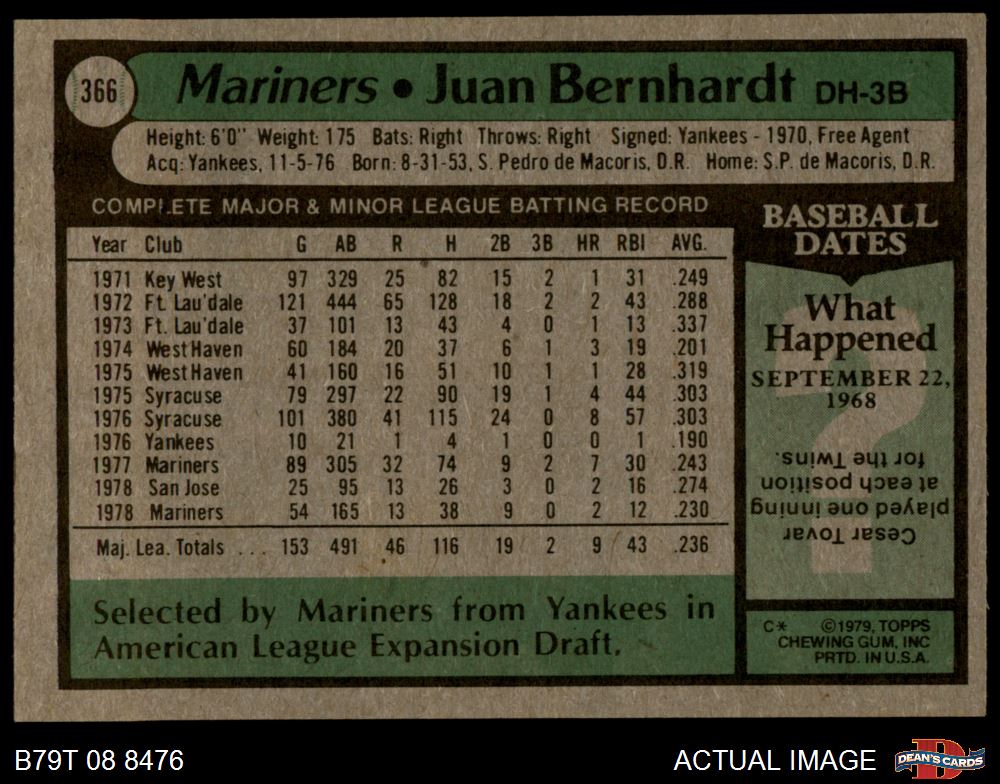 366 Mariners • Juan Bernhardt DH-3B
Height: 6'0" Weight: 175 Bats: Right Throws: Right Signed: Yankees - 1970, Free Agent
Acq: Yankees, 11-5-76 Born: 8-31-53, S. Pedro de Macoris, D.R. Home: S.P. de Macoris, D.R.
COMPLETE MAJOR & MINOR LEAGUE BATTING RECORD
Year Club G AB R H 2B 3B HR RBI AVG.
1971 Key West 97 329 25 82 15 2 1 31 .249
1972 Ft. Lau'dale 121 444 65 128 18 2 2 43 .288
1973 Ft. Lau'dale 37 101 13 43 4 0 1 13 .337
1974 West Haven 60 184 20 37 6 1 3 19 .201
1975 West Haven 41 160 16 51 10 1 1 28 .319
1975 Syracuse 79 297 22 90 19 1 4 44 .303
1976 Syracuse 101 380 41 115 24 0 8 57 .303
1976 Yankees 10 21 1 4 1 0 0 1 .190
1977 Mariners 89 305 32 74 9 2 7 30 .243
1978 San Jose 25 95 13 26 3 0 2 16 .274
1978 Mariners 54 165 13 38 9 0 2 12 .230
Maj. Lea. Totals ... 153 491 46 116 19 2 9 43 .236
Selected by Mariners from Yankees in
American League Expansion Draft.
BASEBALL
DATES
What
Happened
SEPTEMBER 22,
1968
?
Cesar Tovar
played one inning
at each position
for the Twins.
C* ©1979, TOPPS
CHEWING GUM, INC
PRTD. IN U.S.A.
B79T 08 8476
ACTUAL IMAGE
D
DEAN'S CARDS